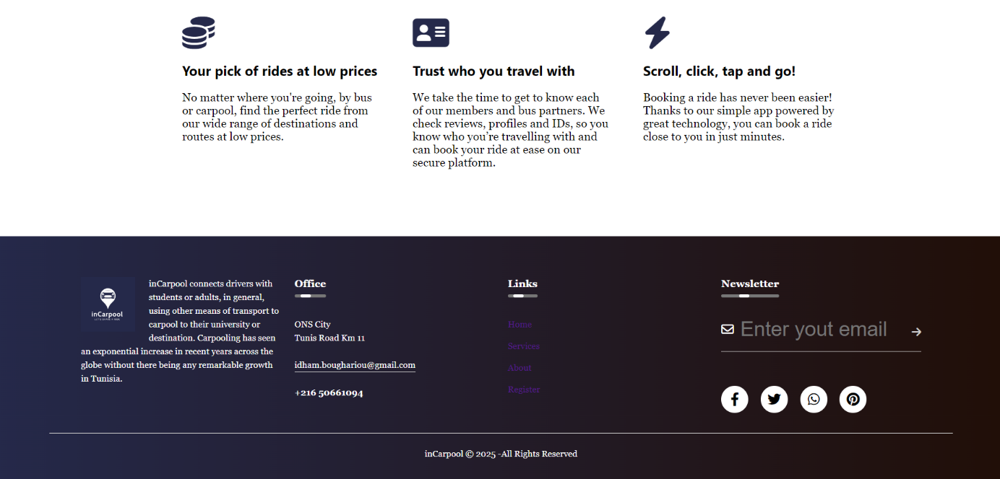 Your pick of rides at low prices
No matter where you're going, by bus
or carpool, find the perfect ride from
our wide range of destinations and
routes at low prices.
Trust who you travel with
We take the time to get to know each
of our members and bus partners. We
check reviews, profiles and IDs, so you
know who you’re travelling with and
can book your ride at ease on our
secure platform.
Scroll, click, tap and go!
Booking a ride has never been easier!
Thanks to our simple app powered by
great technology, you can book a ride
close to you in just minutes.
inCarpool
inCarpool connects drivers with
students or adults, in general,
using other means of transport to
carpool to their university or
destination. Carpooling has seen
an exponential increase in recent years across the
globe without there being any remarkable growth
in Tunisia.
Office
ONS City
Tunis Road Km 11
idham.boughariou@gmail.com
+216 50661094
Links
Home
Services
About
Register
Newsletter
Enter yout email
inCarpool © 2025 -All Rights Reserved